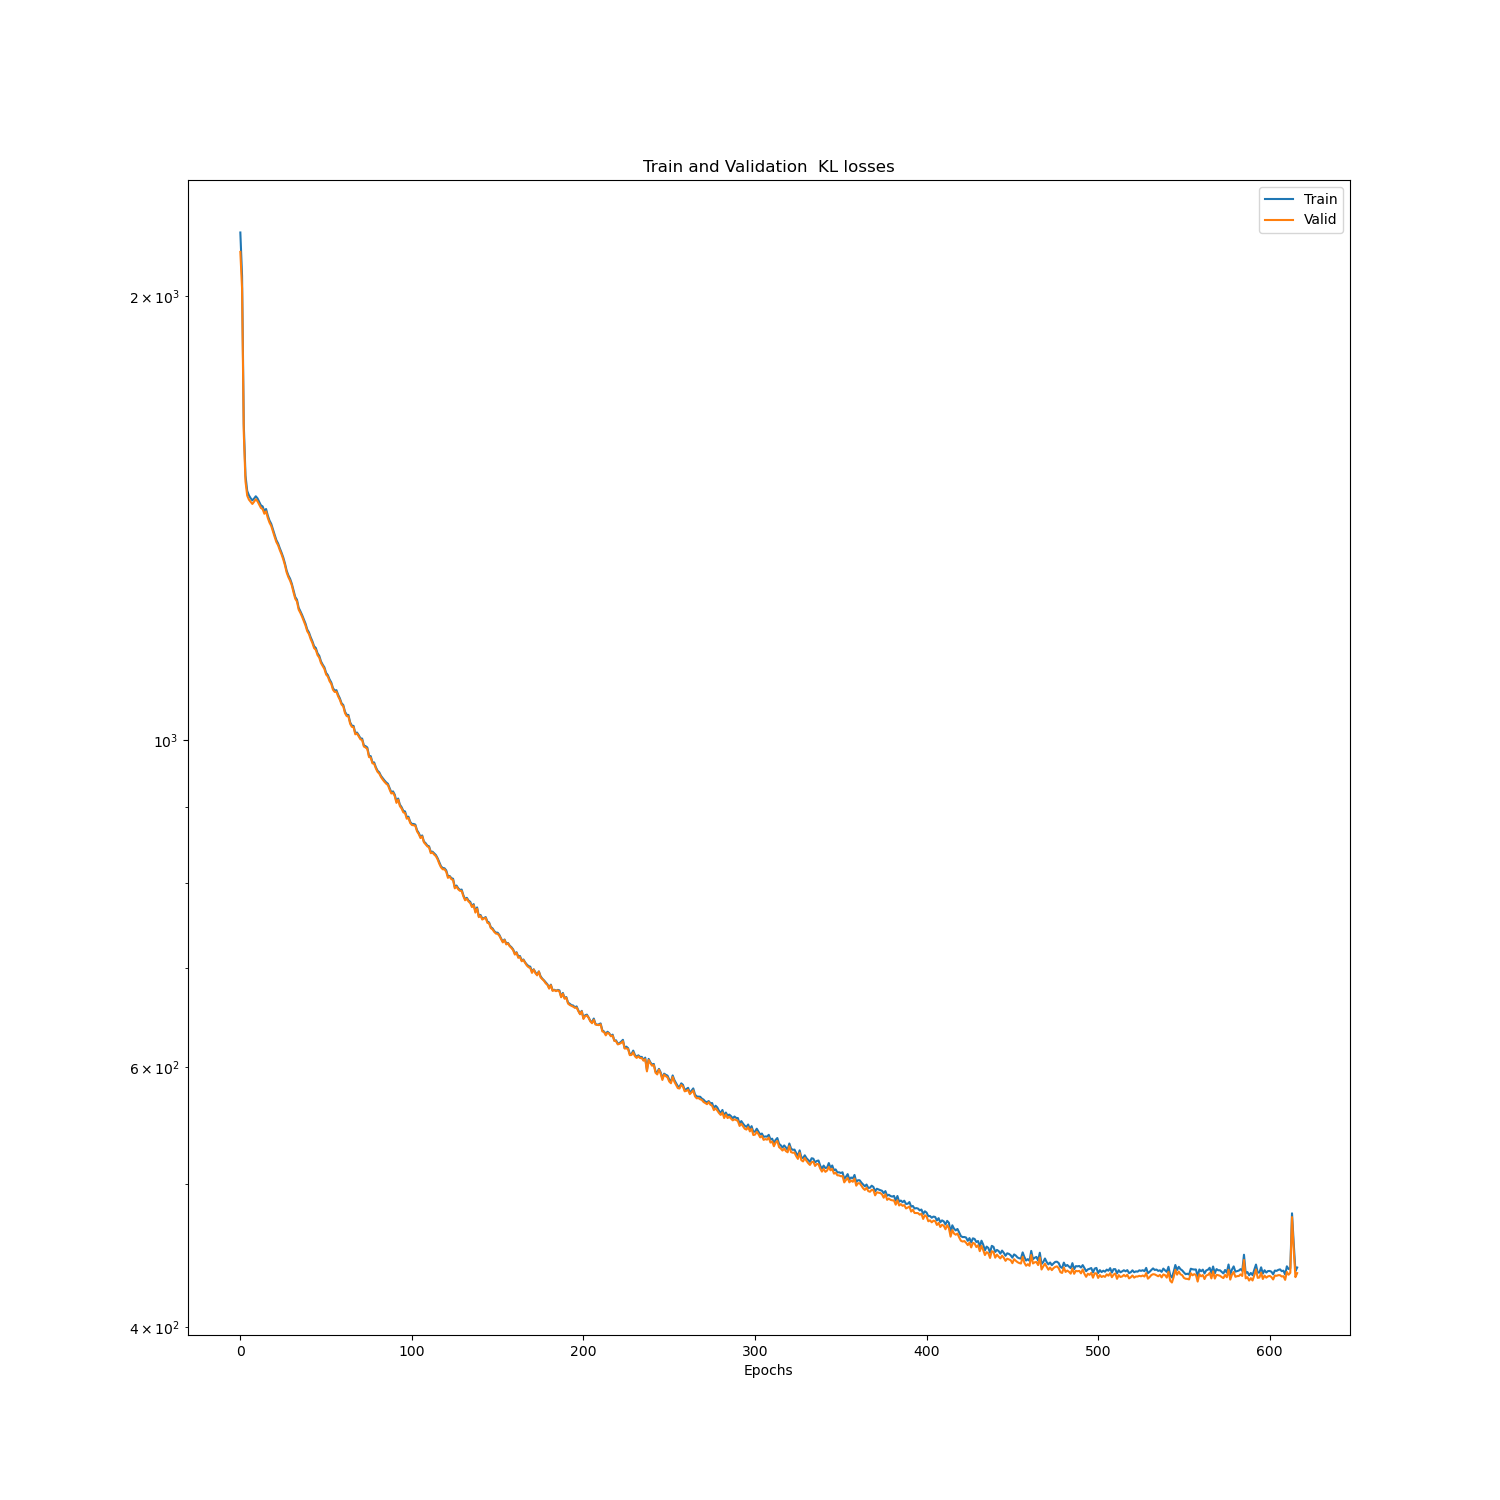 Train and Validation  KL losses
Train
Valid
2 × 10³
10³
6 × 10²
4 × 10²
0 100 200 300 400 500 600
Epochs